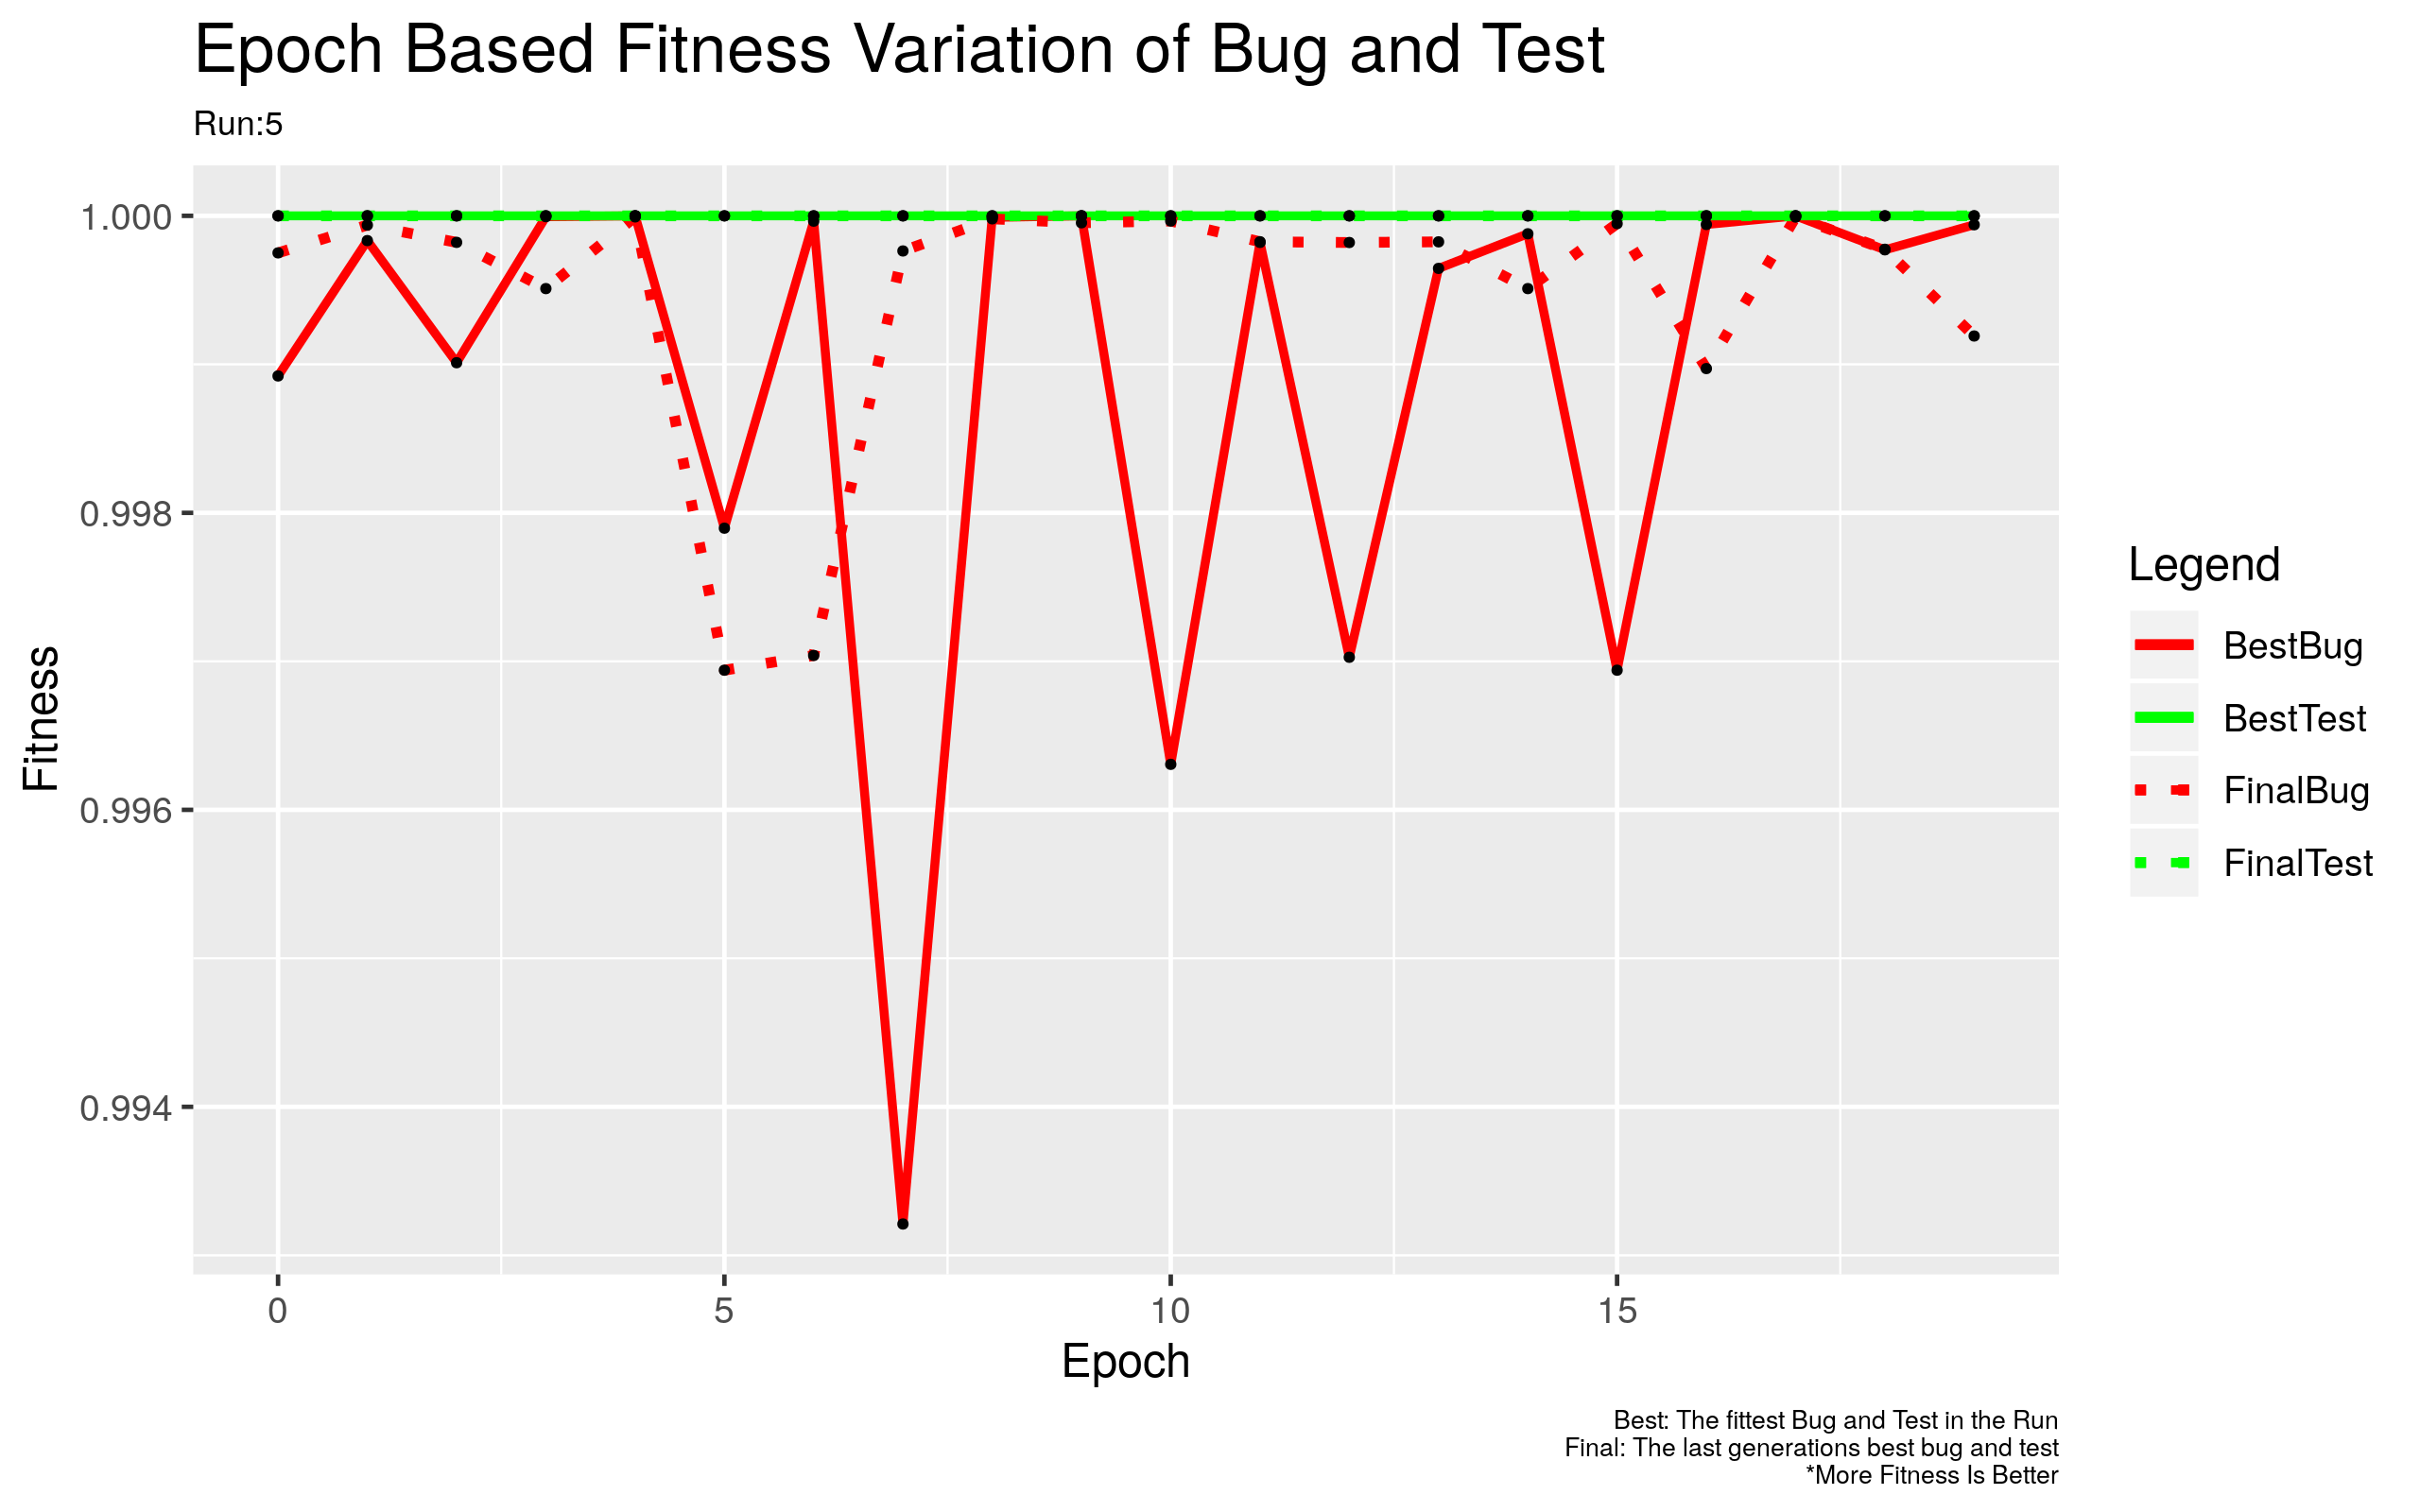 Epoch Based Fitness Variation of Bug and Test
Run:5
1.000
0.998
0.996
0.994
Fitness
0 5 10 15
Epoch
Legend
BestBug
BestTest
FinalBug
FinalTest
Best: The fittest Bug and Test in the Run
Final: The last generations best bug and test
*More Fitness Is Better